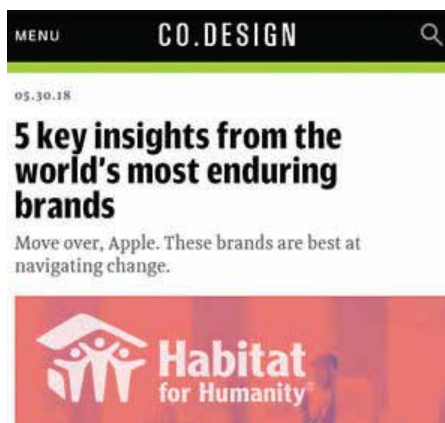 MENU CO.DESIGN
05.30.18
5 key insights from the
world's most enduring
brands
Move over, Apple. These brands are best at
navigating change.
Habitat
for Humanity®